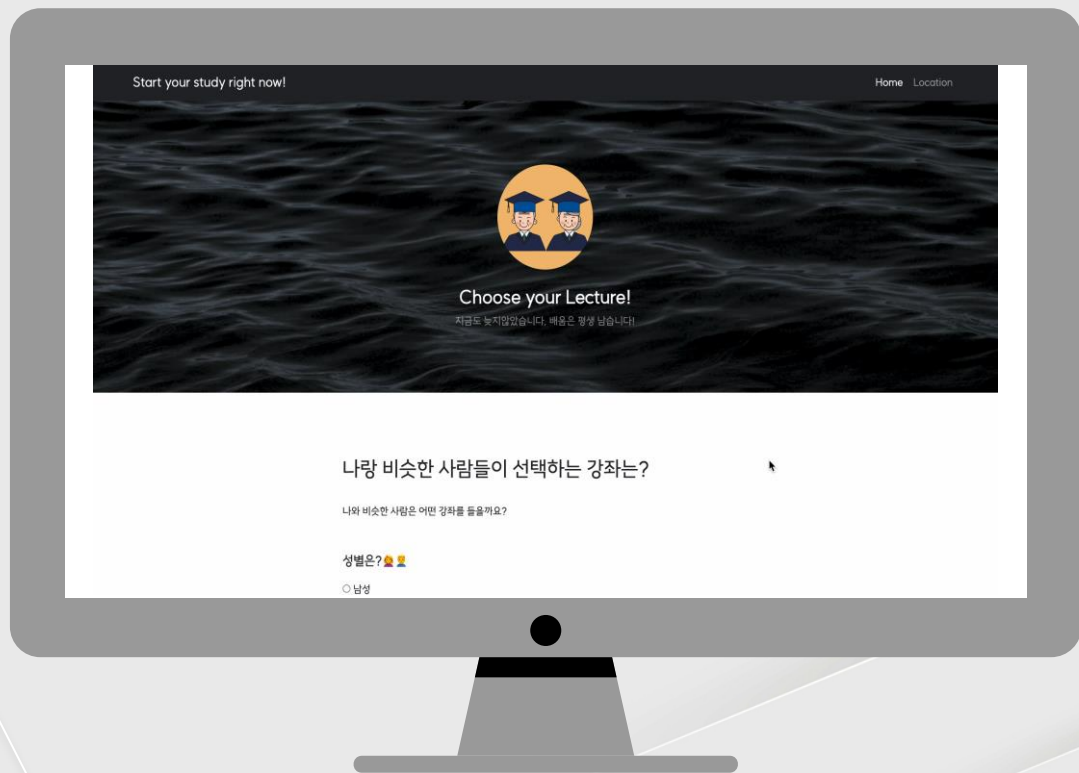 Start your study right now!
Home Location
Choose your Lecture!
지금도 늦지않았습니다, 배움은 평생 남습니다!
나랑 비슷한 사람들이 선택하는 강좌는?
나와 비슷한 사람은 어떤 강좌를 들을까요?
성별은?🤦‍♀️🤦‍♂️
남성